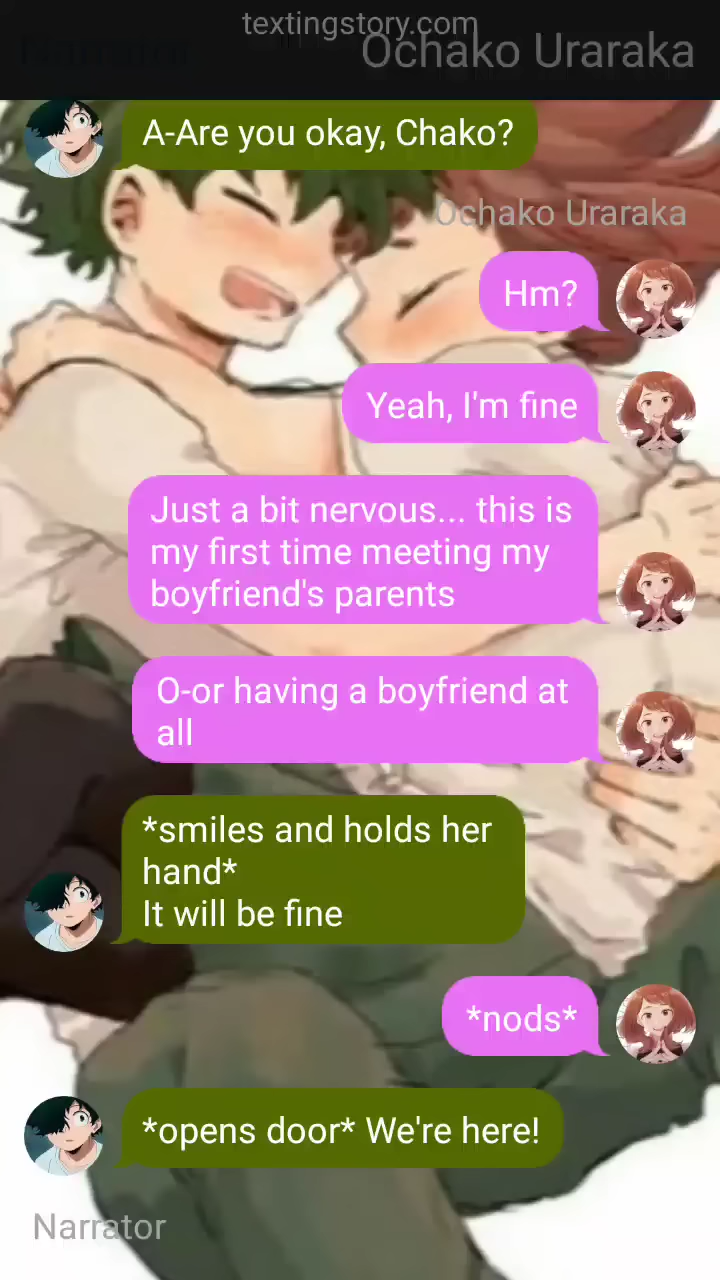 textingstory.com
Narrator
Ochako Uraraka
A-Are you okay, Chako?
Ochako Uraraka
Hm?
Yeah, I'm fine
Just a bit nervous... this is
my first time meeting my
boyfriend's parents
O-or having a boyfriend at
all
*smiles and holds her
hand*
It will be fine
*nods*
*opens door* We're here!
Narrator